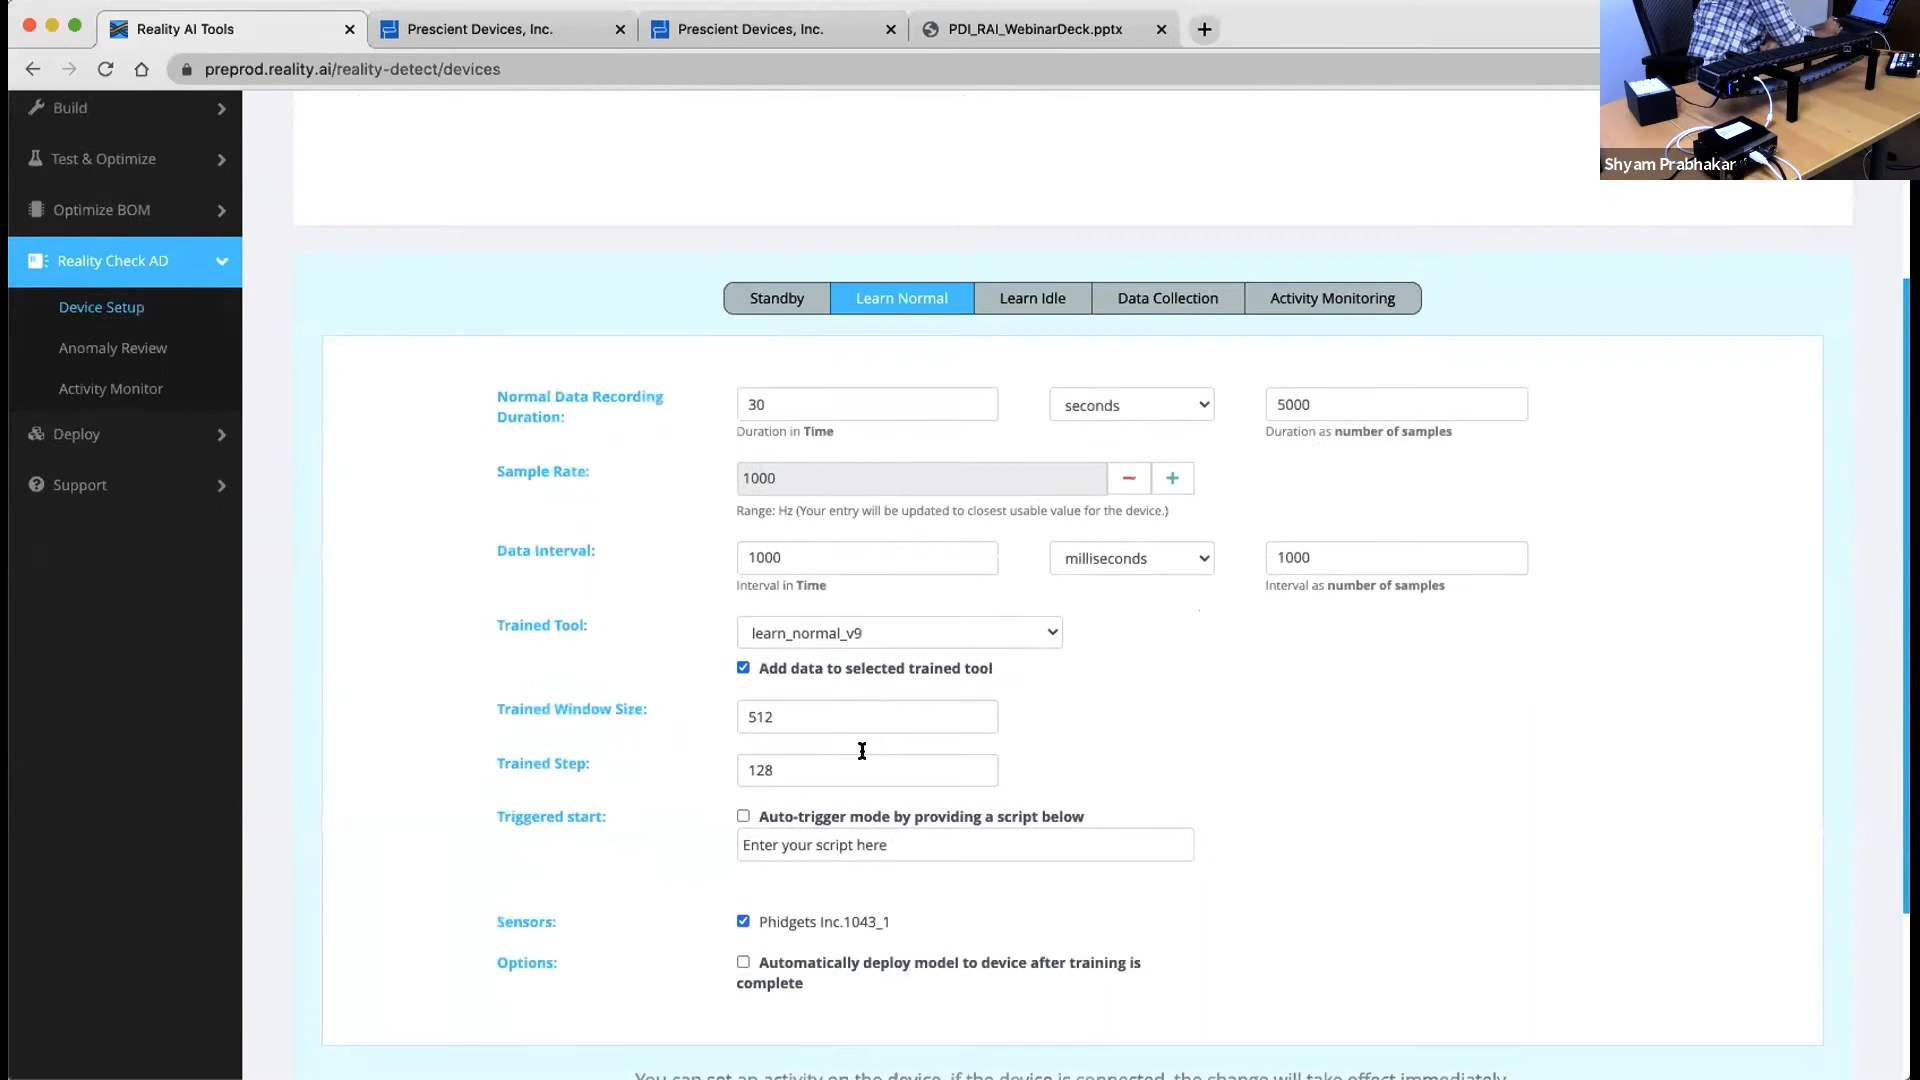 Reality AI Tools
Prescient Devices, Inc.
Prescient Devices, Inc.
PDI_RAI_WebinarDeck.pptx
preprod.reality.ai/reality-detect/devices
Shyam Prabhakar
Build
Test & Optimize
Optimize BOM
Reality Check AD
Device Setup
Anomaly Review
Activity Monitor
Deploy
Support
Standby
Learn Normal
Learn Idle
Data Collection
Activity Monitoring
Normal Data Recording
Duration:
30
seconds
5000
Duration in Time
Duration as number of samples
Sample Rate:
1000
Range: Hz (Your entry will be updated to closest usable value for the device.)
Data Interval:
1000
milliseconds
1000
Interval in Time
Interval as number of samples
Trained Tool:
learn_normal_v9
Add data to selected trained tool
Trained Window Size:
512
Trained Step:
128
Triggered start:
Auto-trigger mode by providing a script below
Enter your script here
Sensors:
Phidgets Inc.1043_1
Options:
Automatically deploy model to device after training is
complete
You can set an activity on the device, if the device is connected, the change will take effect immediately